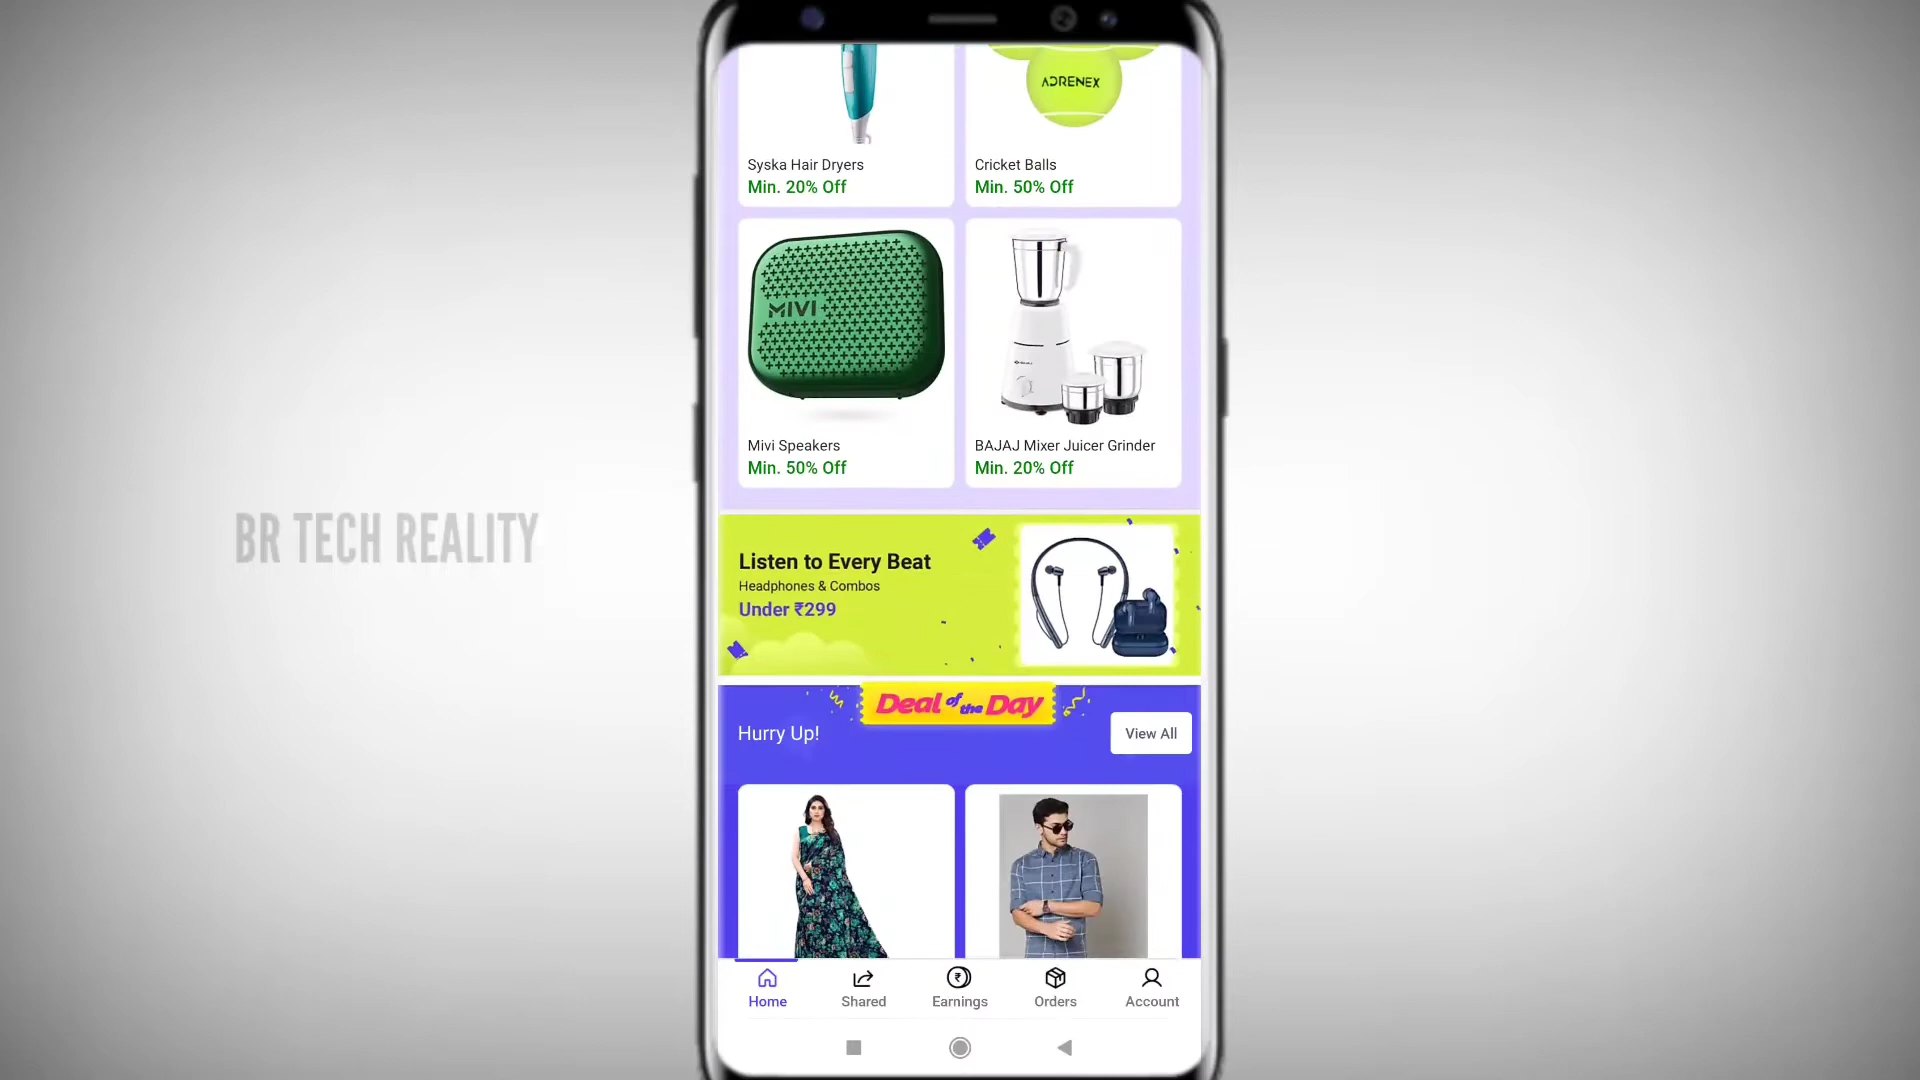 ADRENEX
Syska Hair Dryers
Min. 20% Off
Cricket Balls
Min. 50% Off
MIVI
BAJAJ
Mivi Speakers
Min. 50% Off
BAJAJ Mixer Juicer Grinder
Min. 20% Off
BR TECH REALITY
Listen to Every Beat
Headphones & Combos
Under ₹299
Deal of the Day
Hurry Up!
View All
Home
Shared
Earnings
Orders
Account